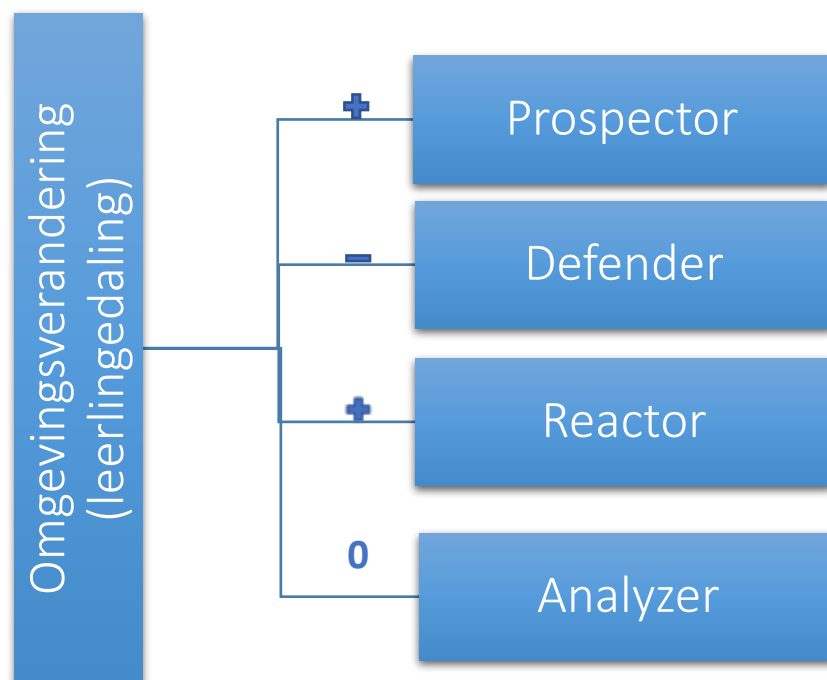 Omgevingsverandering
(leerlingedaling)
+
Prospector
–
Defender
+
Reactor
0
Analyzer